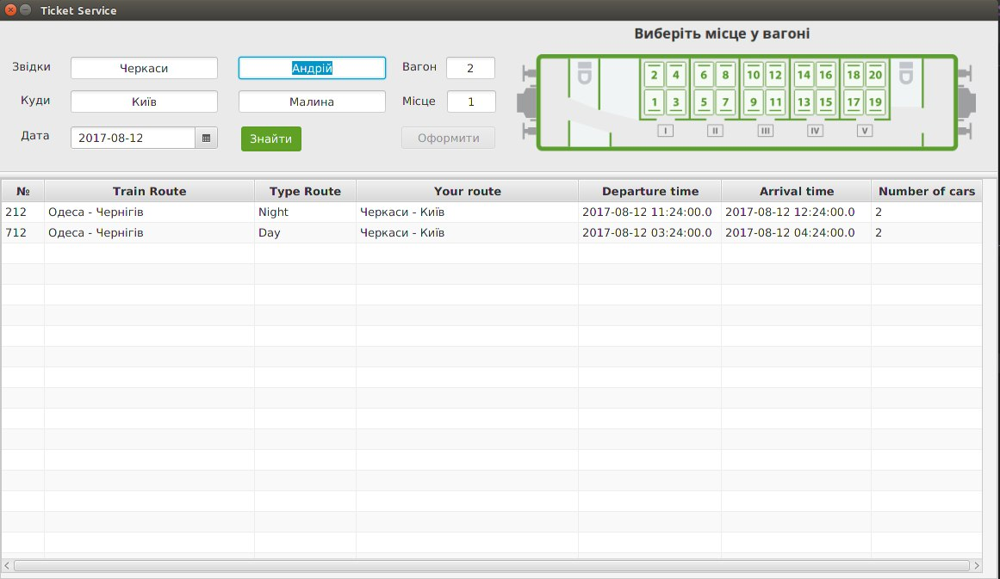 Ticket Service
Виберіть місце у вагоні
Звідки Черкаси Андрій Вагон 2
Куди Київ Малина Місце 1
Дата 2017-08-12 Знайти Оформити
2 4 6 8 10 12 14 16 18 20
1 3 5 7 9 11 13 15 17 19
I II III IV V
№ Train Route Type Route Your route Departure time Arrival time Number of cars
212 Одеса - Чернігів Night Черкаси - Київ 2017-08-12 11:24:00.0 2017-08-12 12:24:00.0 2
712 Одеса - Чернігів Day Черкаси - Київ 2017-08-12 03:24:00.0 2017-08-12 04:24:00.0 2